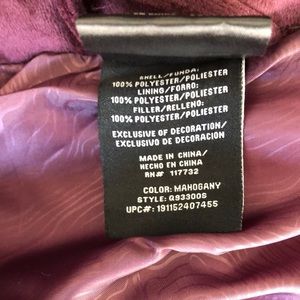 SHELL/FUNDA:
100% POLYESTER/POLIESTER
LINING/FORRO:
100% POLYESTER/POLIESTER
FILLER/RELLENO:
100% POLYESTER/POLIESTER
EXCLUSIVE OF DECORATION/
EXCLUSIVO DE DECORACION
MADE IN CHINA/
HECHO EN CHINA
RN# 117732
COLOR: MAHOGANY
STYLE: Q93300S
UPC#: 191152407455